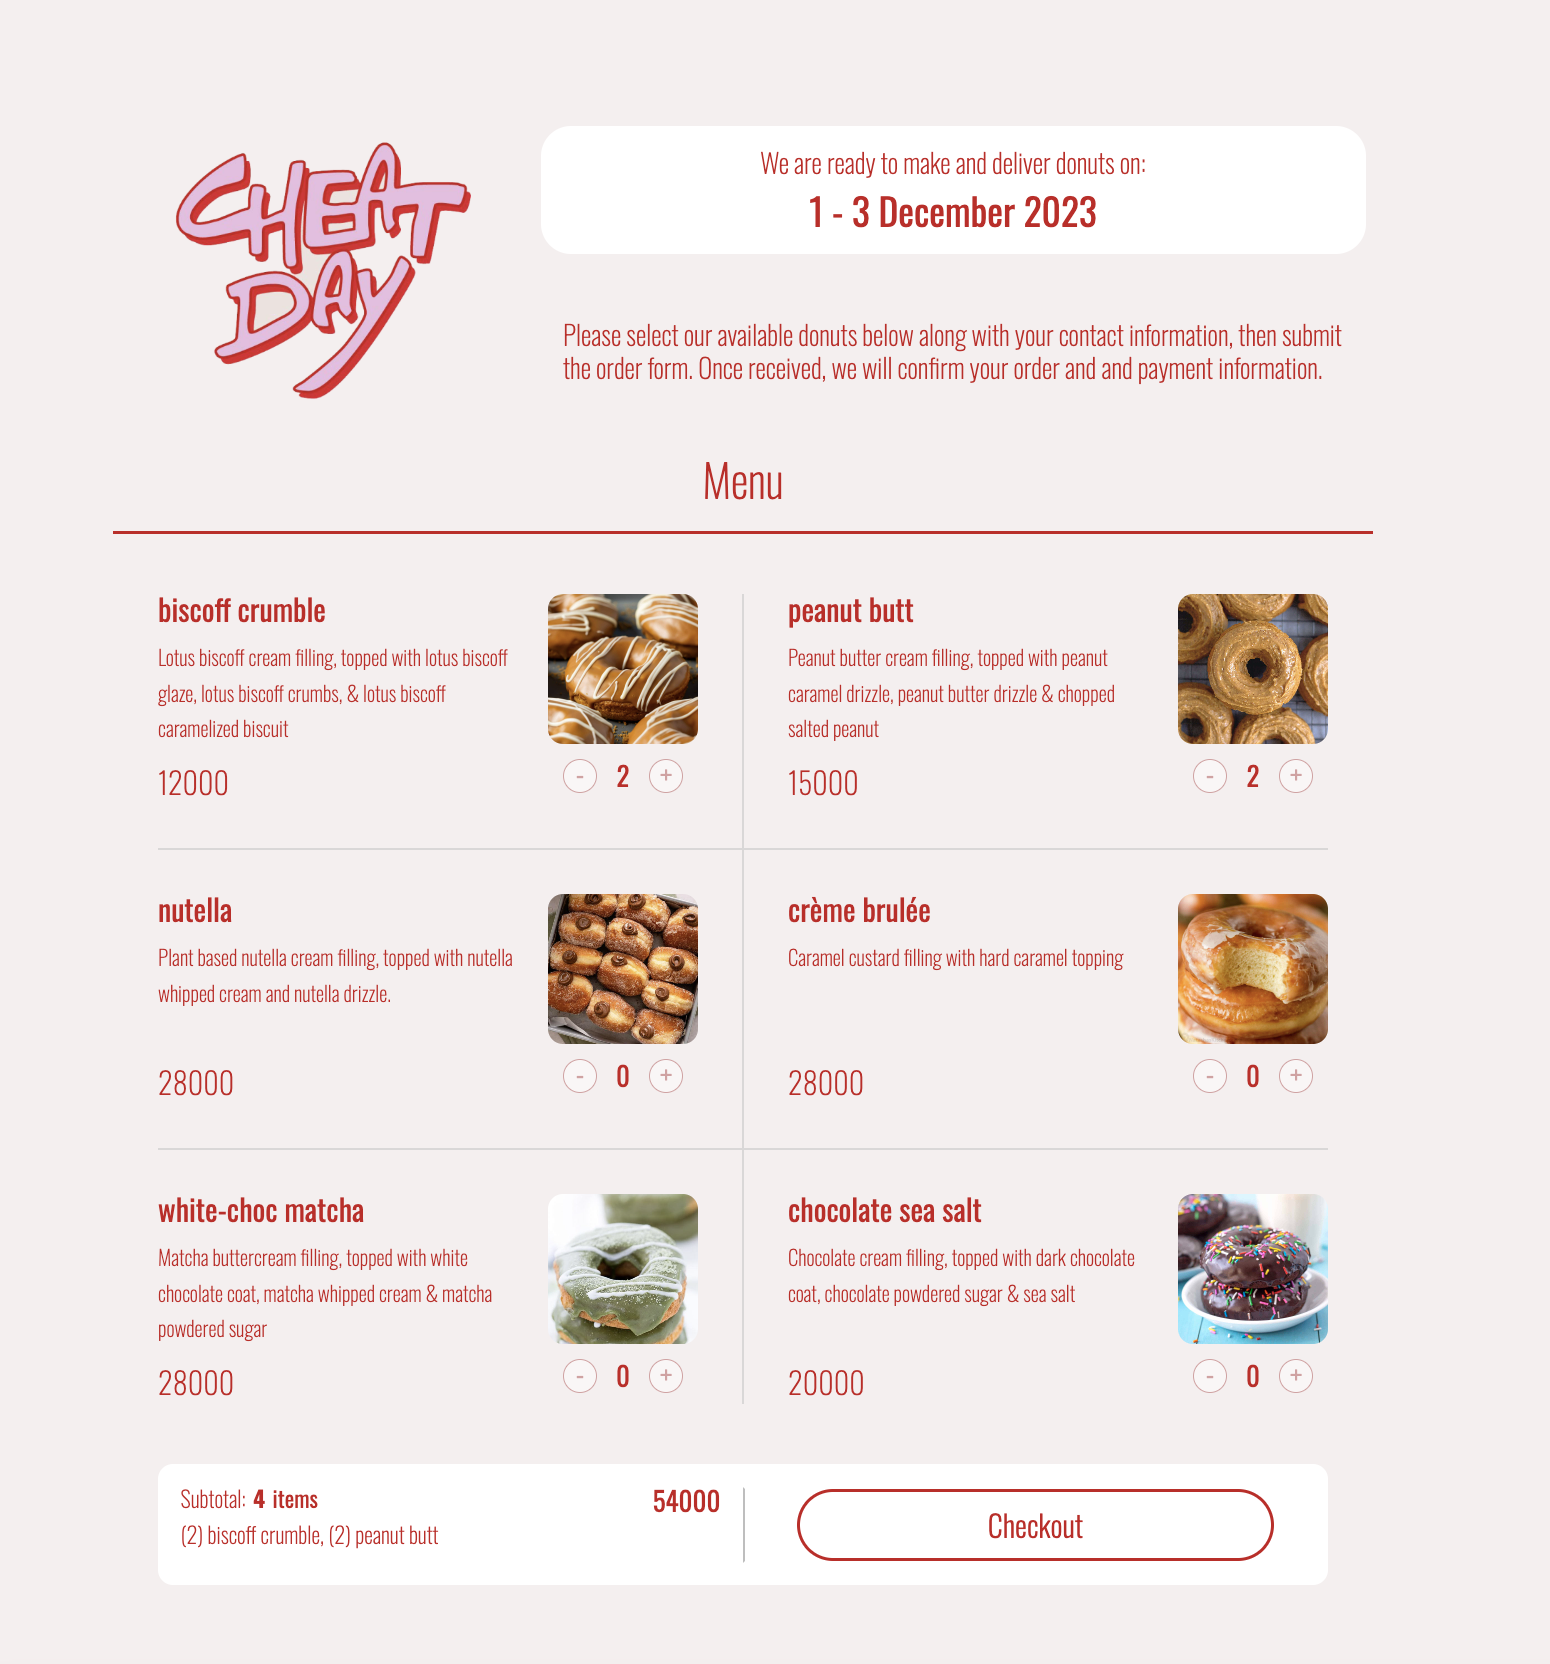 CHEAT
DAY
We are ready to make and deliver donuts on:
1 - 3 December 2023
Please select our available donuts below along with your contact information, then submit
the order form. Once received, we will confirm your order and and payment information.
Menu
biscoff crumble
Lotus biscoff cream filling, topped with lotus biscoff
glaze, lotus biscoff crumbs, & lotus biscoff
caramelized biscuit
12000
- 2 +
peanut butt
Peanut butter cream filling, topped with peanut
caramel drizzle, peanut butter drizzle & chopped
salted peanut
15000
- 2 +
nutella
Plant based nutella cream filling, topped with nutella
whipped cream and nutella drizzle.
28000
- 0 +
crème brulée
Caramel custard filling with hard caramel topping
28000
- 0 +
white-choc matcha
Matcha buttercream filling, topped with white
chocolate coat, matcha whipped cream & matcha
powdered sugar
28000
- 0 +
chocolate sea salt
Chocolate cream filling, topped with dark chocolate
coat, chocolate powdered sugar & sea salt
20000
- 0 +
Subtotal: 4 items
54000
(2) biscoff crumble, (2) peanut butt
Checkout